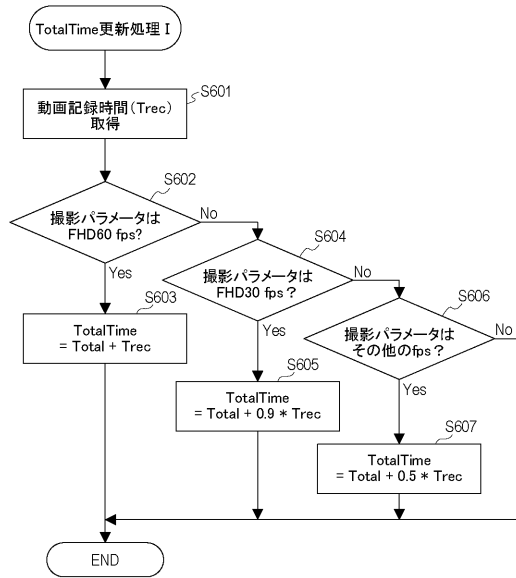 TotalTime更新処理Ⅰ
S601
動画記録時間(Trec)
取得
S602
撮影パラメータは
FHD60 fps?
No
Yes
S603
TotalTime
= Total + Trec
S604
撮影パラメータは
FHD30 fps？
No
Yes
S605
TotalTime
= Total + 0.9 * Trec
S606
撮影パラメータは
その他のfps？
No
Yes
S607
TotalTime
= Total + 0.5 * Trec
END